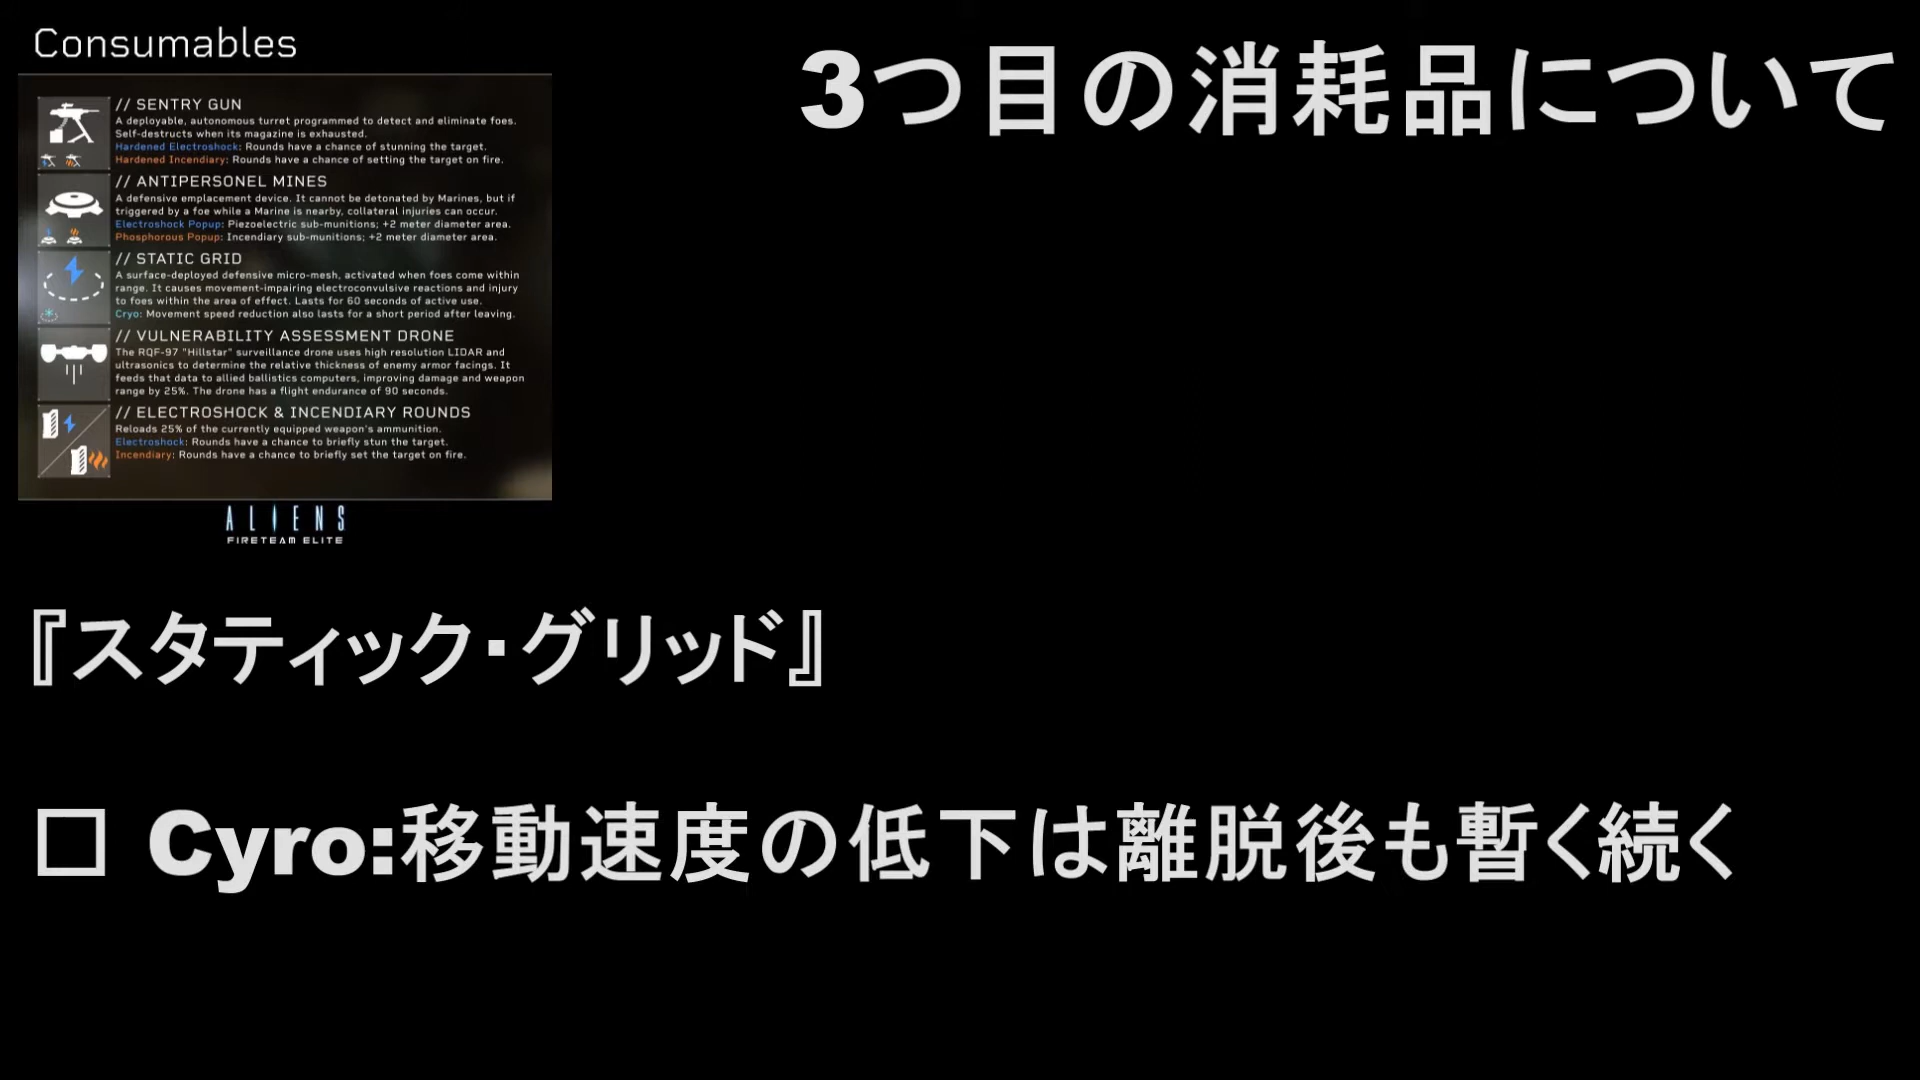 Consumables
3つ目の消耗品について
// SENTRY GUN
A deployable, autonomous turret programmed to detect and eliminate foes.
Self-destructs when its magazine is exhausted.
Hardened Electroshock: Rounds have a chance of stunning the target.
Hardened Incendiary: Rounds have a chance of setting the target on fire.
// ANTIPERSONEL MINES
A defensive emplacement device. It cannot be detonated by Marines, but if
triggered by a foe while a Marine is nearby, collateral injuries can occur.
Electroshock Popup: Piezoelectric sub-munitions; +2 meter diameter area.
Phosphorous Popup: Incendiary sub-munitions; +2 meter diameter area.
// STATIC GRID
A surface-deployed defensive micro-mesh, activated when foes come within
range. It causes movement-impairing electroconvulsive reactions and injury
to foes within the area of effect. Lasts for 60 seconds of active use.
Cryo: Movement speed reduction also lasts for a short period after leaving.
// VULNERABILITY ASSESSMENT DRONE
The RQF-97 "Hillstar" surveillance drone uses high resolution LIDAR and
ultrasonics to determine the relative thickness of enemy armor facings. It
feeds that data to allied ballistics computers, improving damage and weapon
range by 25%. The drone has a flight endurance of 90 seconds.
// ELECTROSHOCK & INCENDIARY ROUNDS
Reloads 25% of the currently equipped weapon's ammunition.
Electroshock: Rounds have a chance to briefly stun the target.
Incendiary: Rounds have a chance to briefly set the target on fire.
ALIENS
FIRETEAM ELITE
『スタティック・グリッド』
□ Cyro:移動速度の低下は離脱後も暫く続く